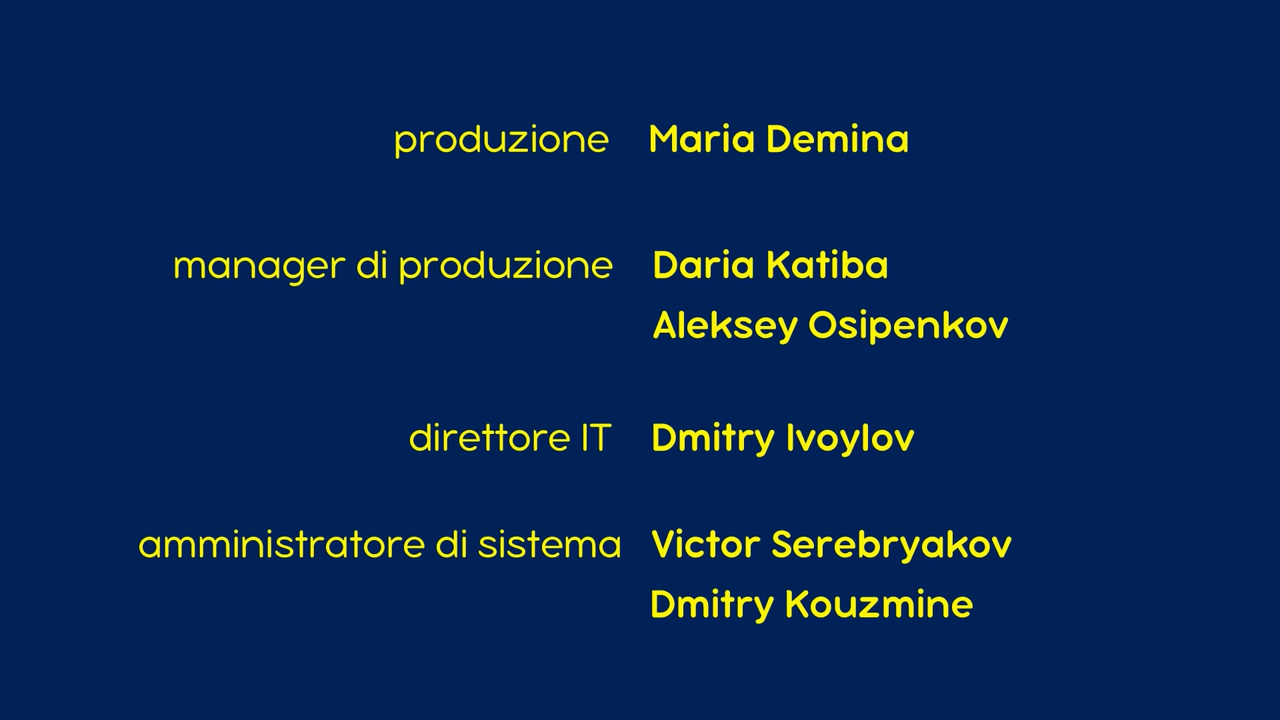 produzione Maria Demina
manager di produzione Daria Katiba
Aleksey Osipenkov
direttore IT Dmitry Ivoylov
amministratore di sistema Victor Serebryakov
Dmitry Kouzmine